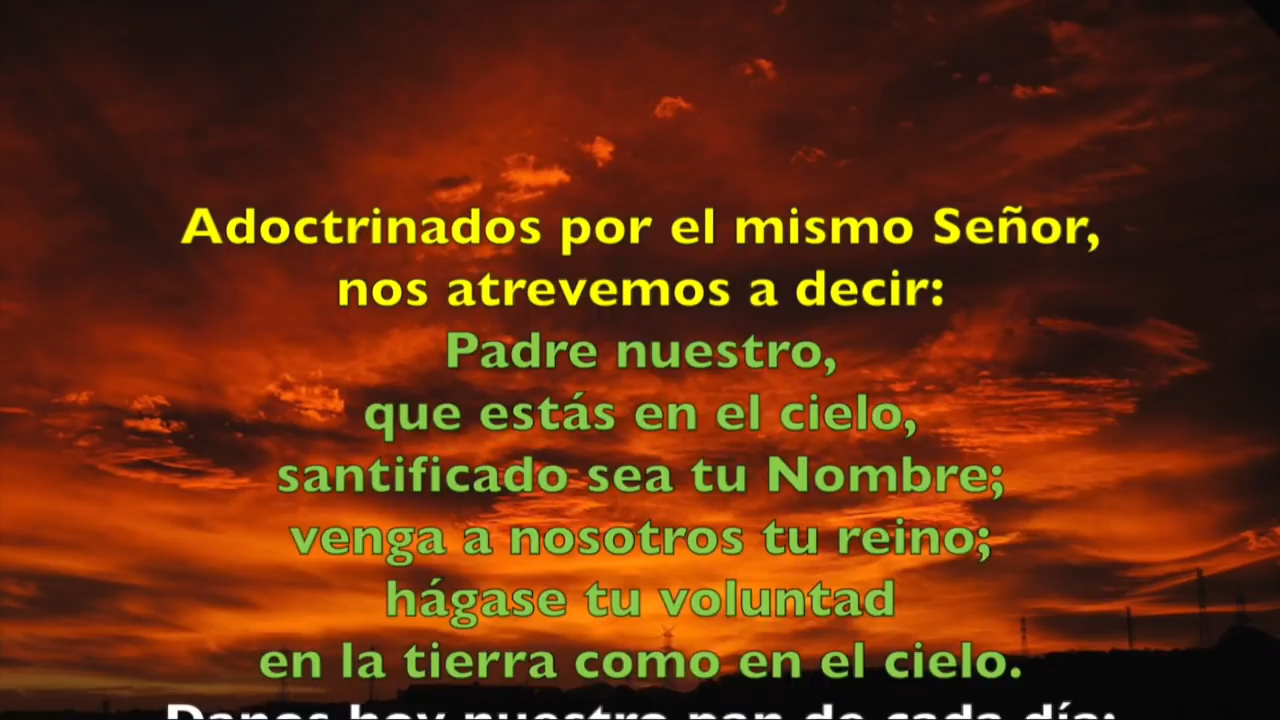 Adoctrinados por el mismo Señor,
nos atrevemos a decir:
Padre nuestro,
que estás en el cielo,
santificado sea tu Nombre;
venga a nosotros tu reino;
hágase tu voluntad
en la tierra como en el cielo.
Danos hoy nuestro pan de cada día;